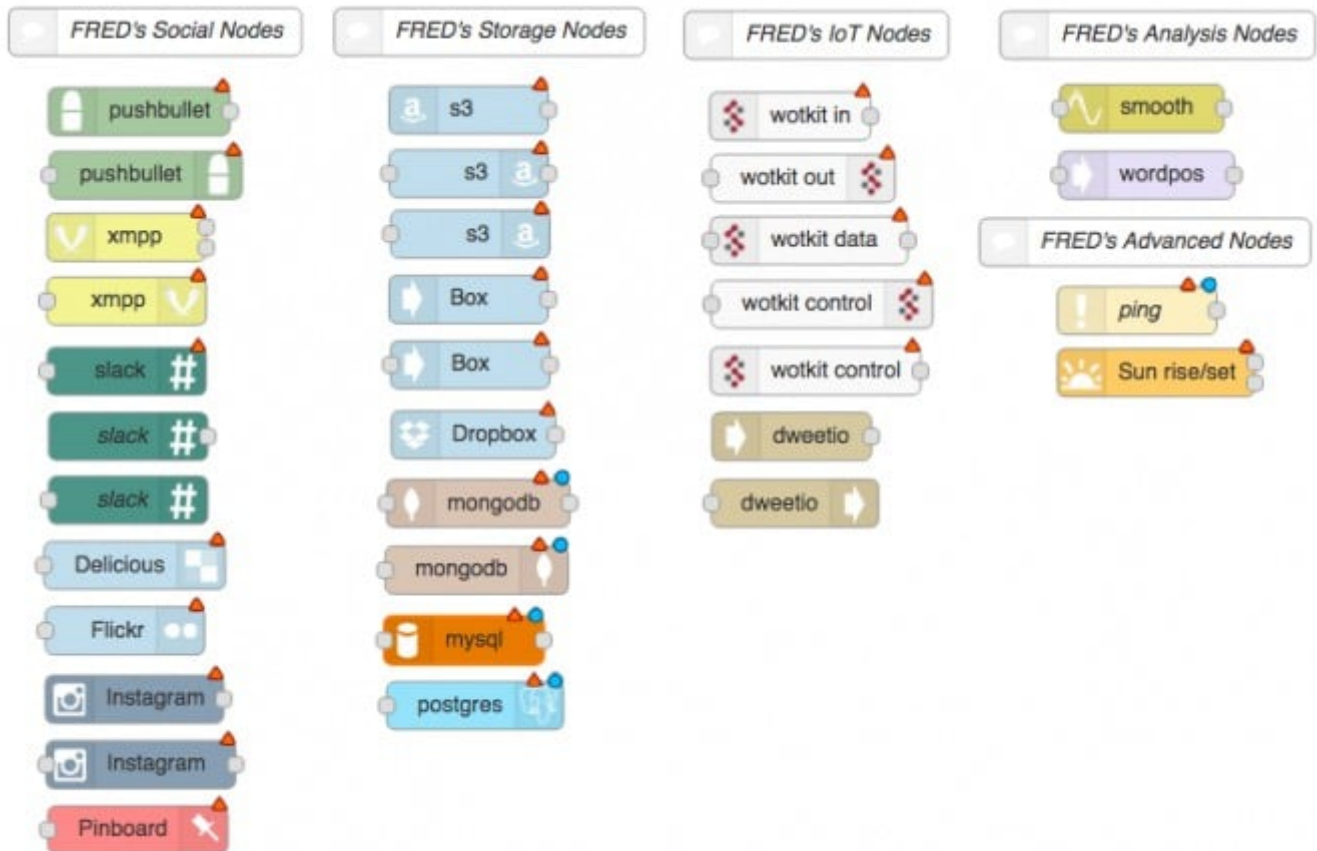 FRED's Social Nodes
pushbullet
pushbullet
xmpp
xmpp
slack
slack
slack
Delicious
Flickr
Instagram
Instagram
Pinboard
FRED's Storage Nodes
s3
s3
s3
Box
Box
Dropbox
mongodb
mongodb
mysql
postgres
FRED's IoT Nodes
wotkit in
wotkit out
wotkit data
wotkit control
wotkit control
dweetio
dweetio
FRED's Analysis Nodes
smooth
wordpos
FRED's Advanced Nodes
ping
Sun rise/set